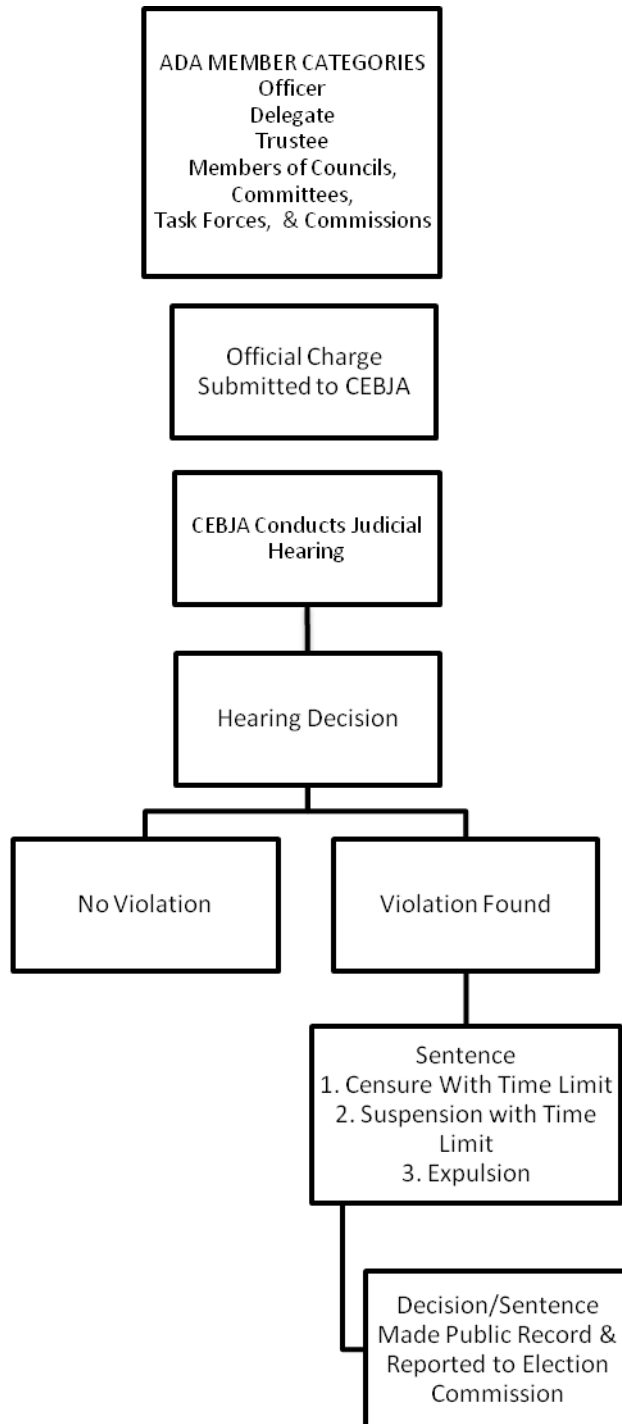 ADA MEMBER CATEGORIES
Officer
Delegate
Trustee
Members of Councils,
Committees,
Task Forces, & Commissions
Official Charge
Submitted to CEBJA
CEBJA Conducts Judicial
Hearing
Hearing Decision
No Violation
Violation Found
Sentence
1. Censure With Time Limit
2. Suspension with Time
Limit
3. Expulsion
Decision/Sentence
Made Public Record &
Reported to Election
Commission